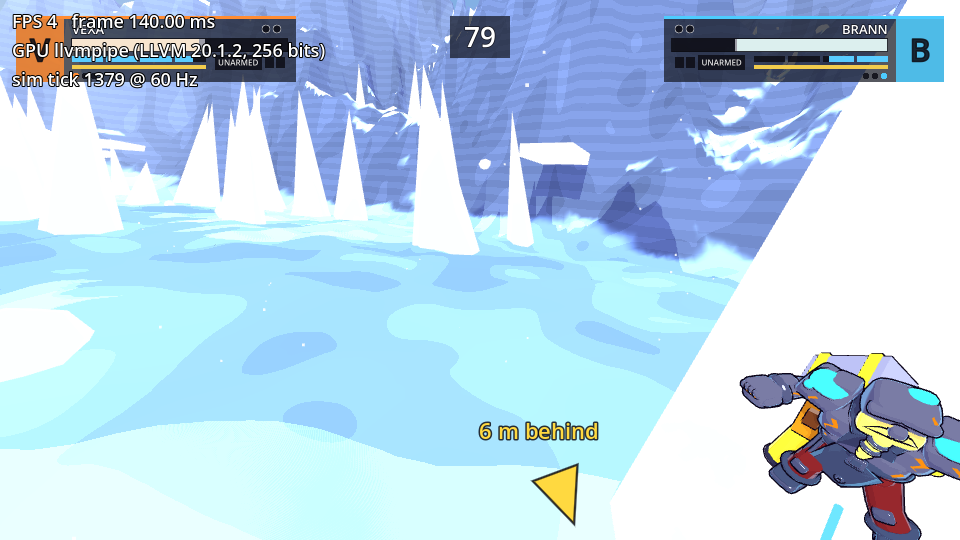 FPS 4 frame 140.00 ms
VEXA
GPU llvmpipe (LLVM 20.1.2, 256 bits)
UNARMED
sim tick 1379 @ 60 Hz
79
BRANN
UNARMED
B
6 m behind